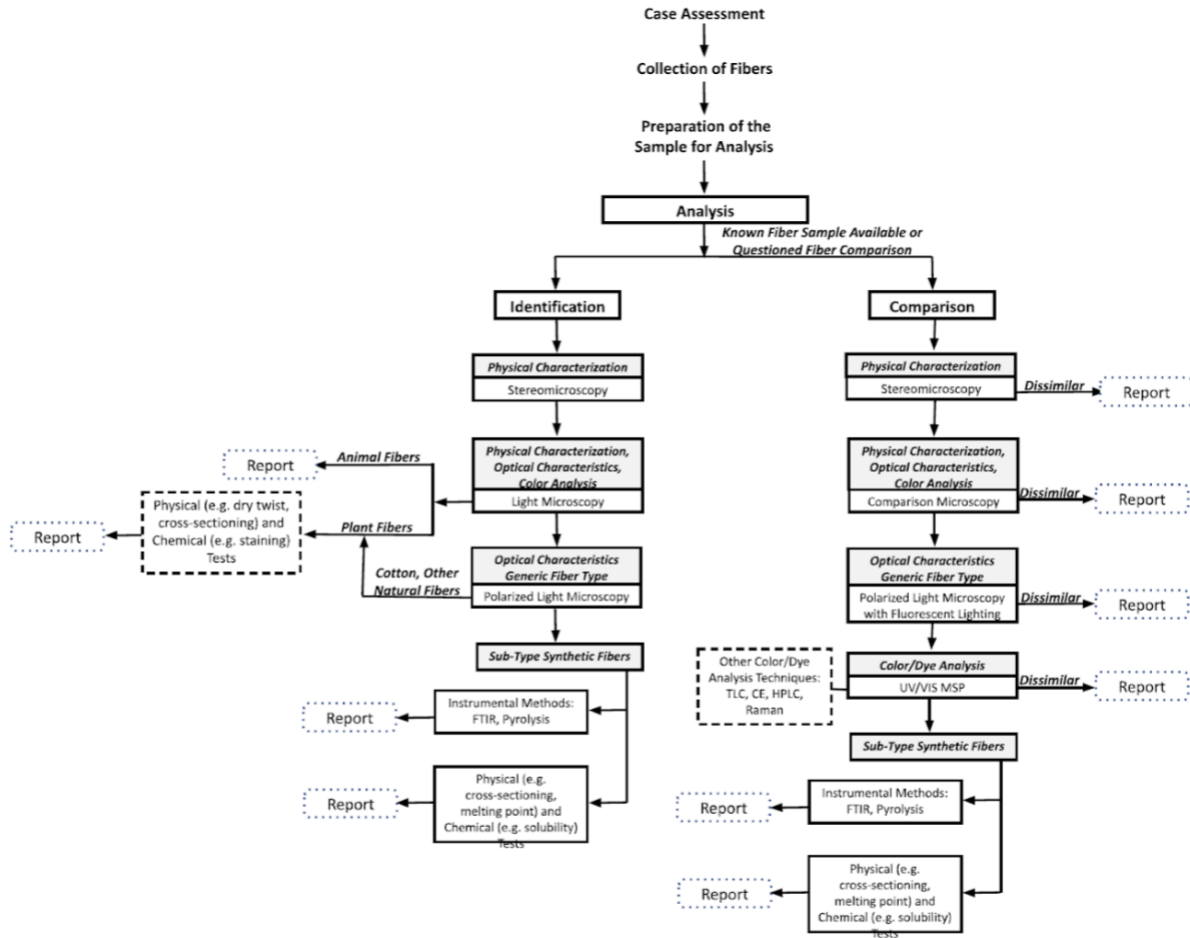 Case Assessment
Collection of Fibers
Preparation of the
Sample for Analysis
Analysis
Known Fiber Sample Available or
Questioned Fiber Comparison
Identification
Physical Characterization
Stereomicroscopy
Physical Characterization,
Optical Characteristics,
Color Analysis
Light Microscopy
Animal Fibers
Report
Plant Fibers
Physical (e.g. dry twist,
cross-sectioning) and
Chemical (e.g. staining)
Tests
Report
Optical Characteristics
Generic Fiber Type
Polarized Light Microscopy
Cotton, Other
Natural Fibers
Sub-Type Synthetic Fibers
Instrumental Methods:
FTIR, Pyrolysis
Report
Physical (e.g.
cross-sectioning,
melting point) and
Chemical (e.g. solubility)
Tests
Report
Comparison
Physical Characterization
Stereomicroscopy
Dissimilar
Report
Physical Characterization,
Optical Characteristics,
Color Analysis
Comparison Microscopy
Dissimilar
Report
Optical Characteristics
Generic Fiber Type
Polarized Light Microscopy
with Fluorescent Lighting
Dissimilar
Report
Other Color/Dye
Analysis Techniques:
TLC, CE, HPLC,
Raman
Color/Dye Analysis
UV/VIS MSP
Dissimilar
Report
Sub-Type Synthetic Fibers
Instrumental Methods:
FTIR, Pyrolysis
Report
Physical (e.g.
cross-sectioning,
melting point) and
Chemical (e.g. solubility)
Tests
Report